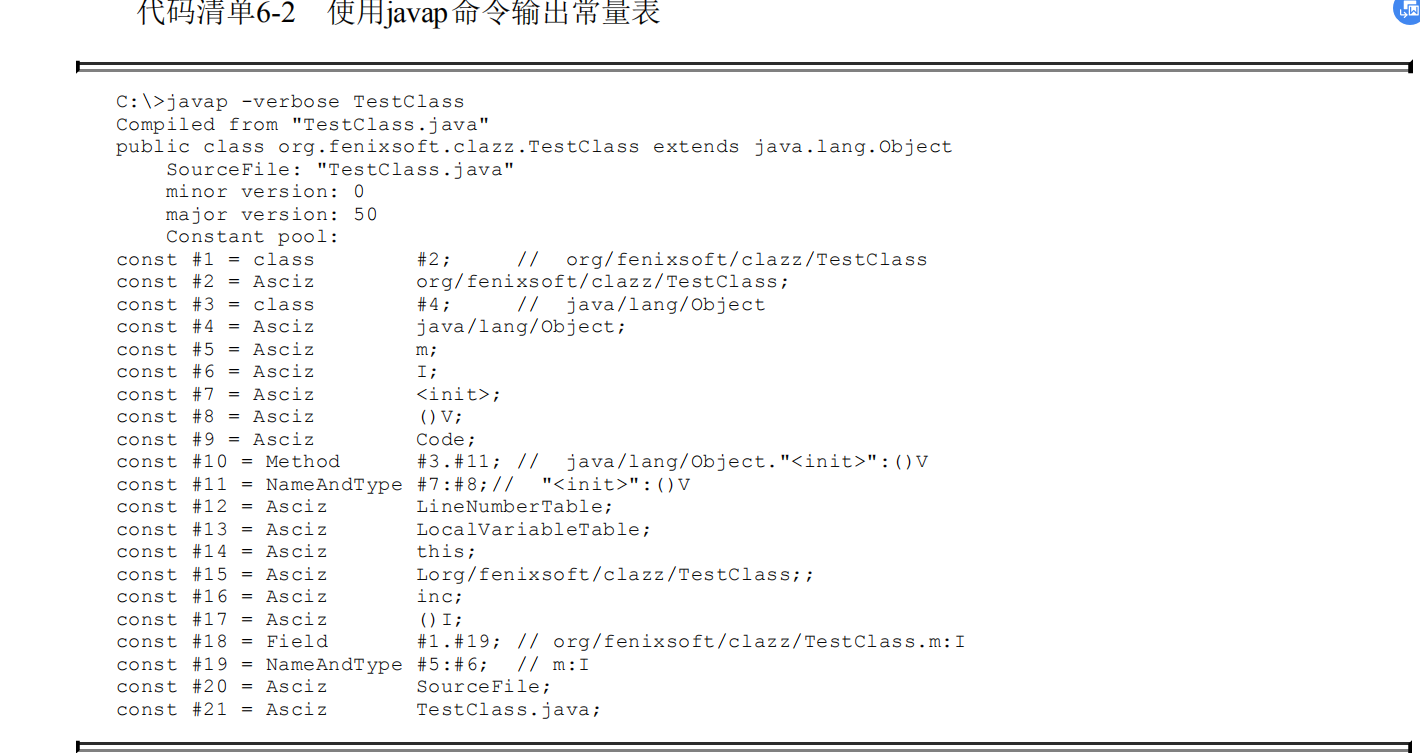 代码清单6-2 使用javap命令输出常量表
C:\>javap -verbose TestClass
Compiled from "TestClass.java"
public class org.fenixsoft.clazz.TestClass extends java.lang.Object
    SourceFile: "TestClass.java"
    minor version: 0
    major version: 50
    Constant pool:
const #1 = class        #2;     //  org/fenixsoft/clazz/TestClass
const #2 = Asciz        org/fenixsoft/clazz/TestClass;
const #3 = class        #4;     //  java/lang/Object
const #4 = Asciz        java/lang/Object;
const #5 = Asciz        m;
const #6 = Asciz        I;
const #7 = Asciz        <init>;
const #8 = Asciz        ()V;
const #9 = Asciz        Code;
const #10 = Method      #3.#11; //  java/lang/Object."<init>":()V
const #11 = NameAndType #7:#8;//  "<init>":()V
const #12 = Asciz       LineNumberTable;
const #13 = Asciz       LocalVariableTable;
const #14 = Asciz       this;
const #15 = Asciz       Lorg/fenixsoft/clazz/TestClass;;
const #16 = Asciz       inc;
const #17 = Asciz       ()I;
const #18 = Field       #1.#19; // org/fenixsoft/clazz/TestClass.m:I
const #19 = NameAndType #5:#6;  // m:I
const #20 = Asciz       SourceFile;
const #21 = Asciz       TestClass.java;